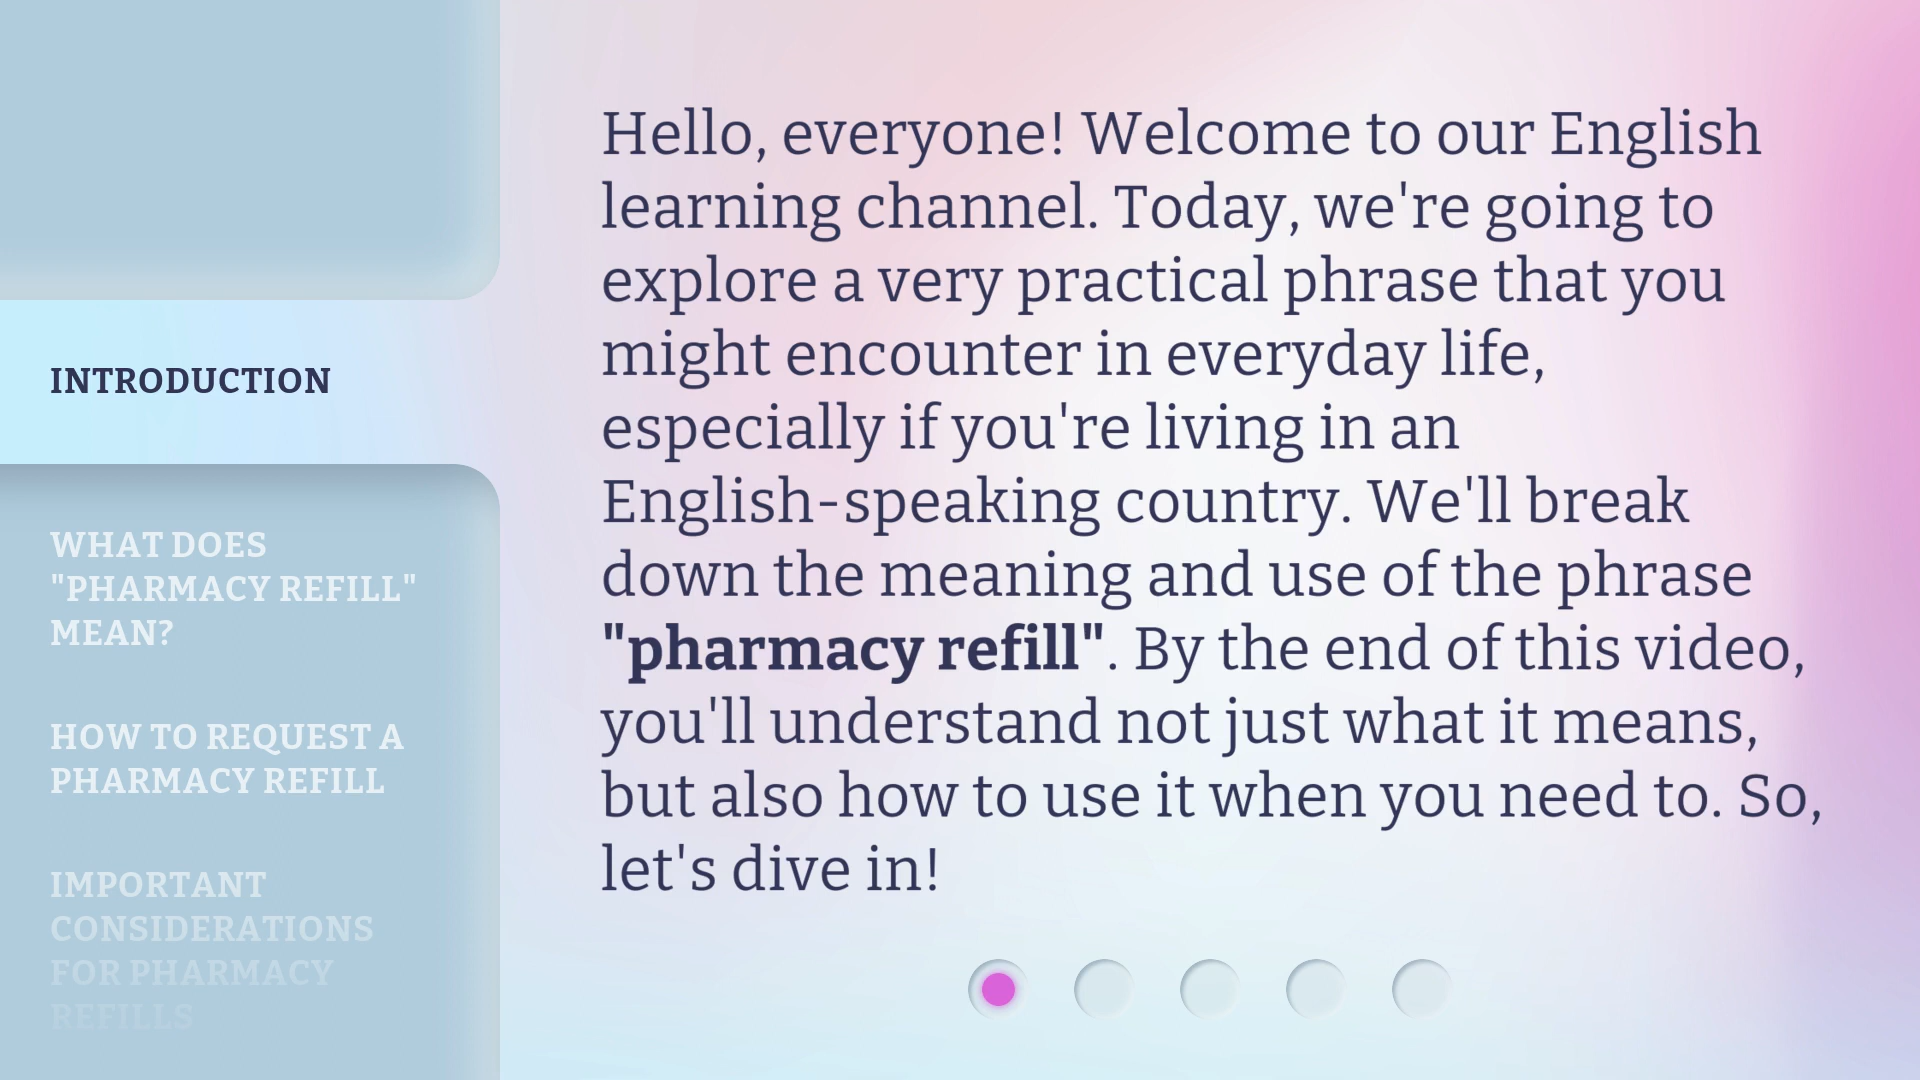 INTRODUCTION
WHAT DOES
"PHARMACY REFILL"
MEAN?
HOW TO REQUEST A
PHARMACY REFILL
IMPORTANT
CONSIDERATIONS
FOR PHARMACY
REFILLS
Hello, everyone! Welcome to our English
learning channel. Today, we're going to
explore a very practical phrase that you
might encounter in everyday life,
especially if you're living in an
English-speaking country. We'll break
down the meaning and use of the phrase
"pharmacy refill". By the end of this video,
you'll understand not just what it means,
but also how to use it when you need to. So,
let's dive in!